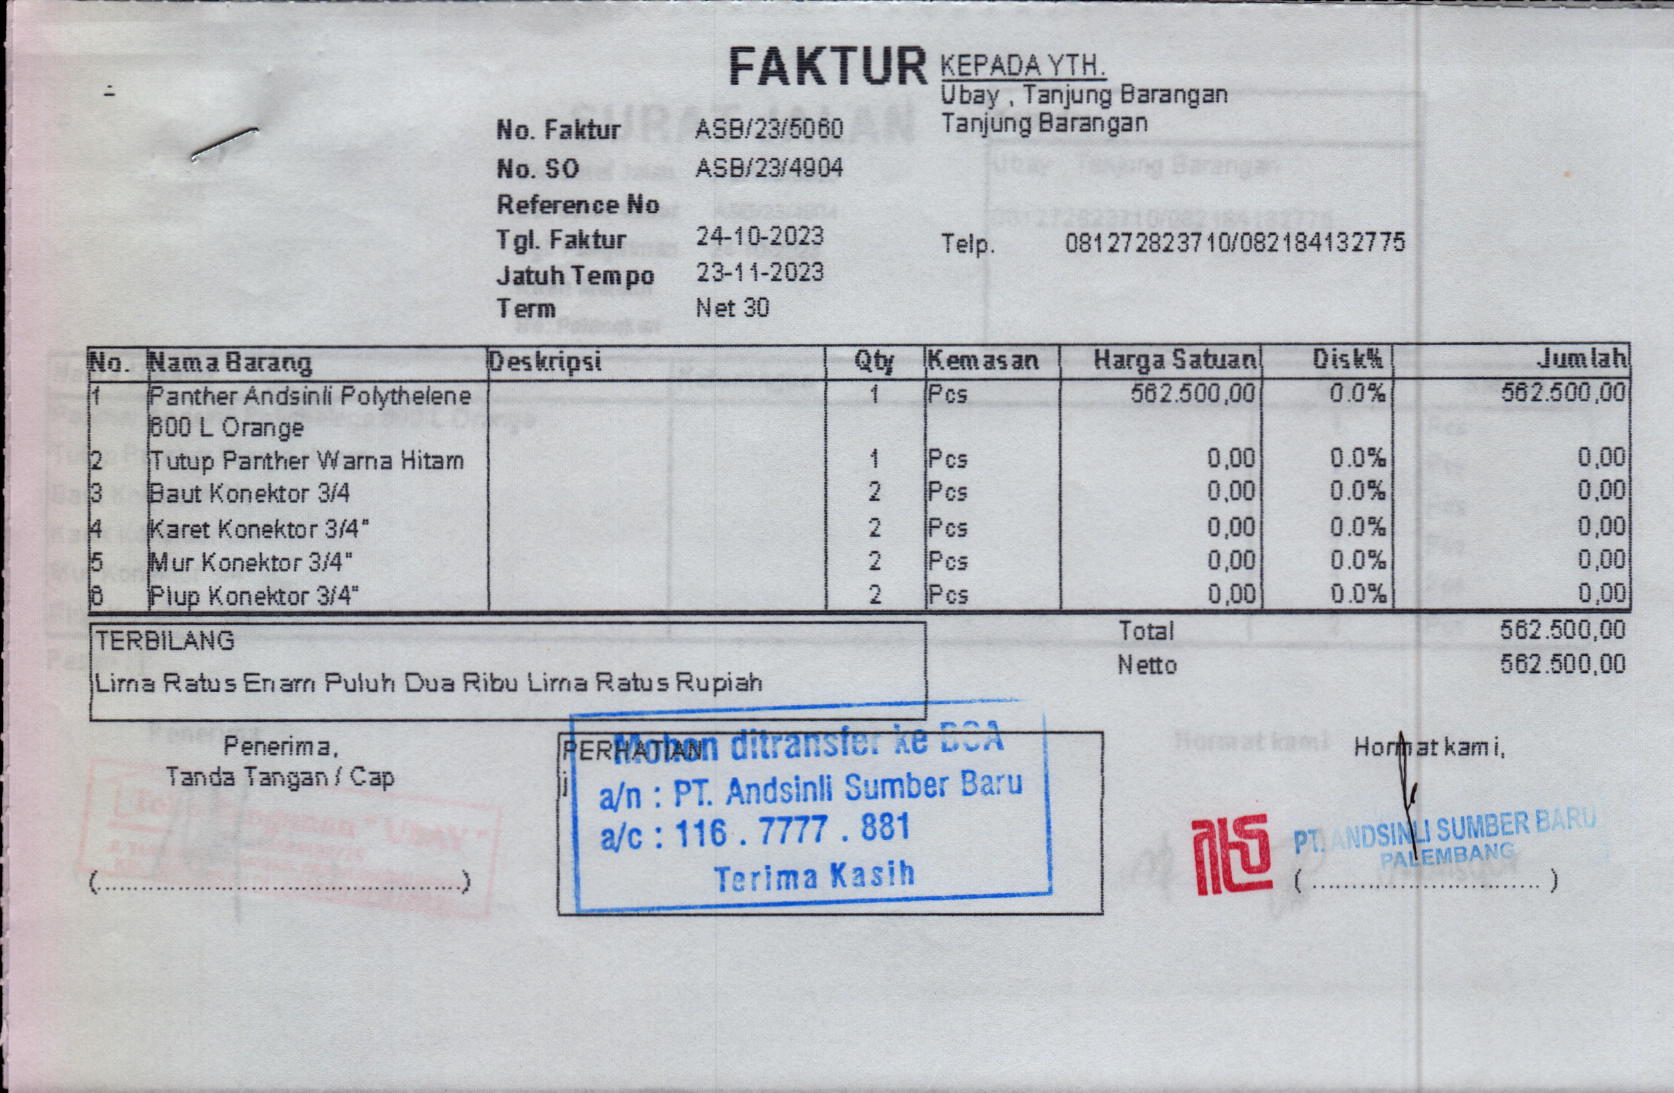 FAKTUR
KEPADA YTH.
Ubay , Tanjung Barangan
Tanjung Barangan
No. Faktur ASB/23/5060
No. SO ASB/23/4904
Reference No
Tgl. Faktur 24-10-2023
Telp. 081272823710/082184132775
Jatuh Tempo 23-11-2023
Term Net 30
No. Nama Barang Deskripsi Qty Kemasan Harga Satuan Disk% Jumlah
1 Panther Andsinli Polythelene 1 Pcs 562.500,00 0.0% 562.500,00
600 L Orange
2 Tutup Panther Warna Hitam 1 Pcs 0,00 0.0% 0,00
3 Baut Konektor 3/4 2 Pcs 0,00 0.0% 0,00
4 Karet Konektor 3/4" 2 Pcs 0,00 0.0% 0,00
5 Mur Konektor 3/4" 2 Pcs 0,00 0.0% 0,00
6 Plup Konektor 3/4" 2 Pcs 0,00 0.0% 0,00
TERBILANG
Lima Ratus Enam Puluh Dua Ribu Lima Ratus Rupiah
Total 562.500,00
Netto 562.500,00
Penerima,
Tanda Tangan / Cap
(..........................................)
PERHATIAN
j
Mohon ditransfer ke BCA
a/n : PT. Andsinli Sumber Baru
a/c : 116 . 7777 . 881
Terima Kasih
Hormat kami,
PT. ANDSINLI SUMBER BARU
PALEMBANG
( ............................. )